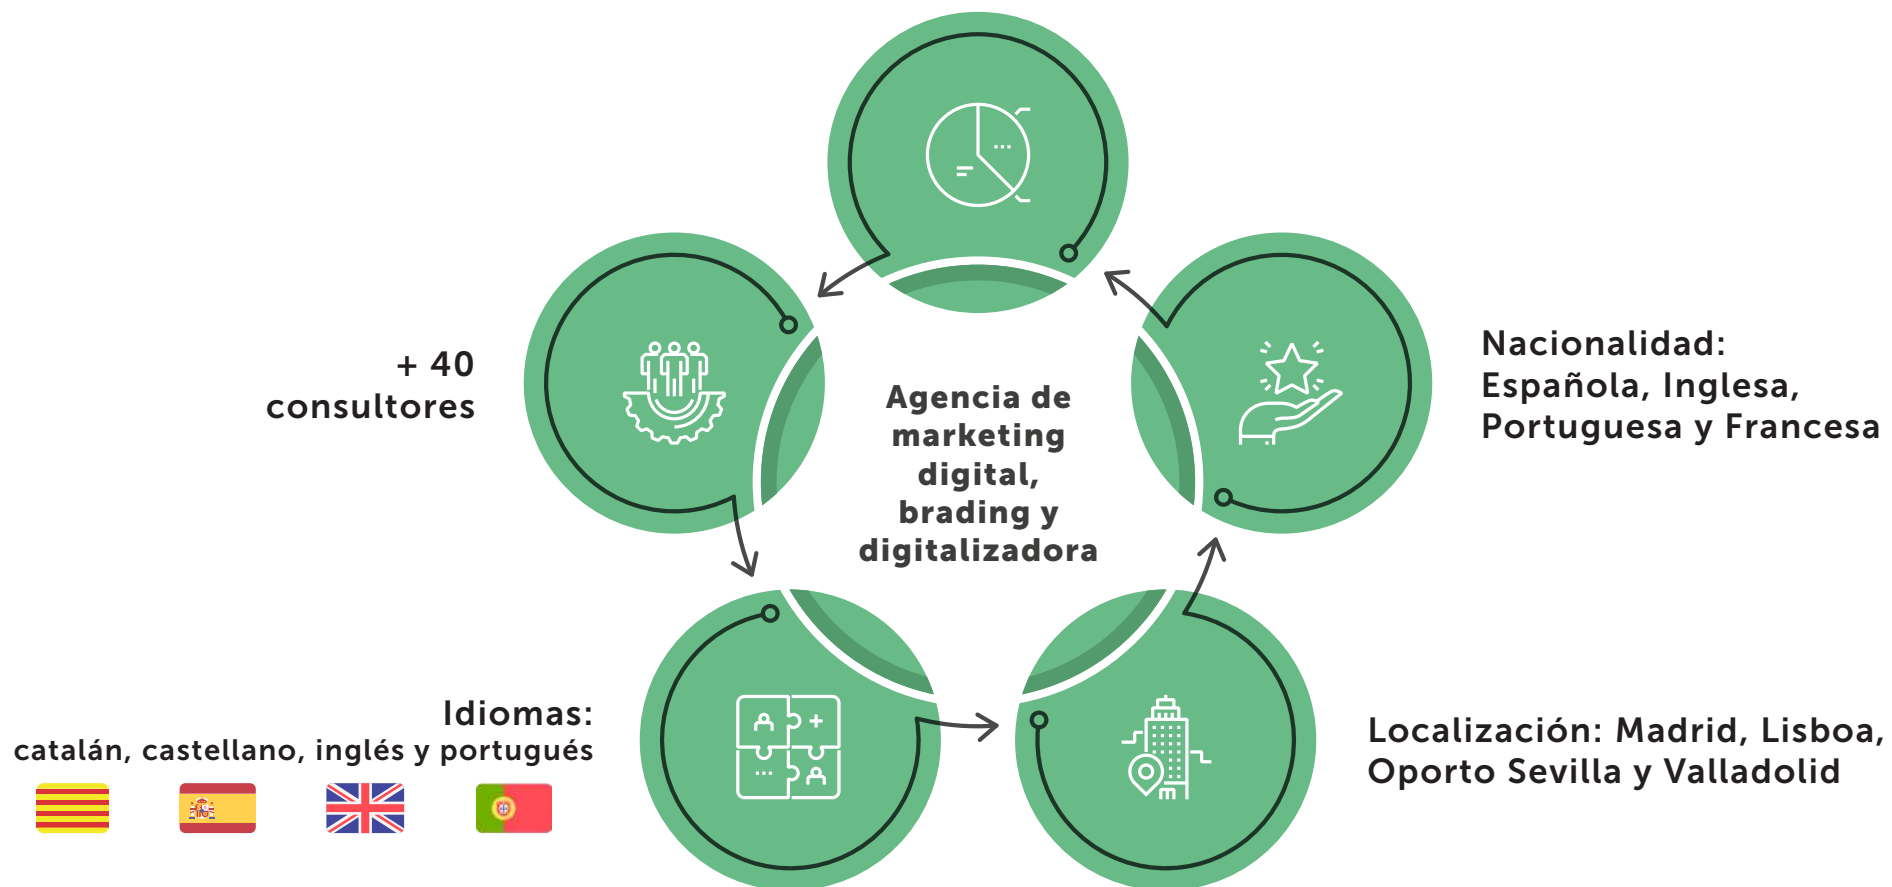 + 40
consultores
Agencia de
marketing
digital,
brading y
digitalizadora
Nacionalidad:
Española, Inglesa,
Portuguesa y Francesa
Idiomas:
catalán, castellano, inglés y portugués
Localización: Madrid, Lisboa,
Oporto Sevilla y Valladolid